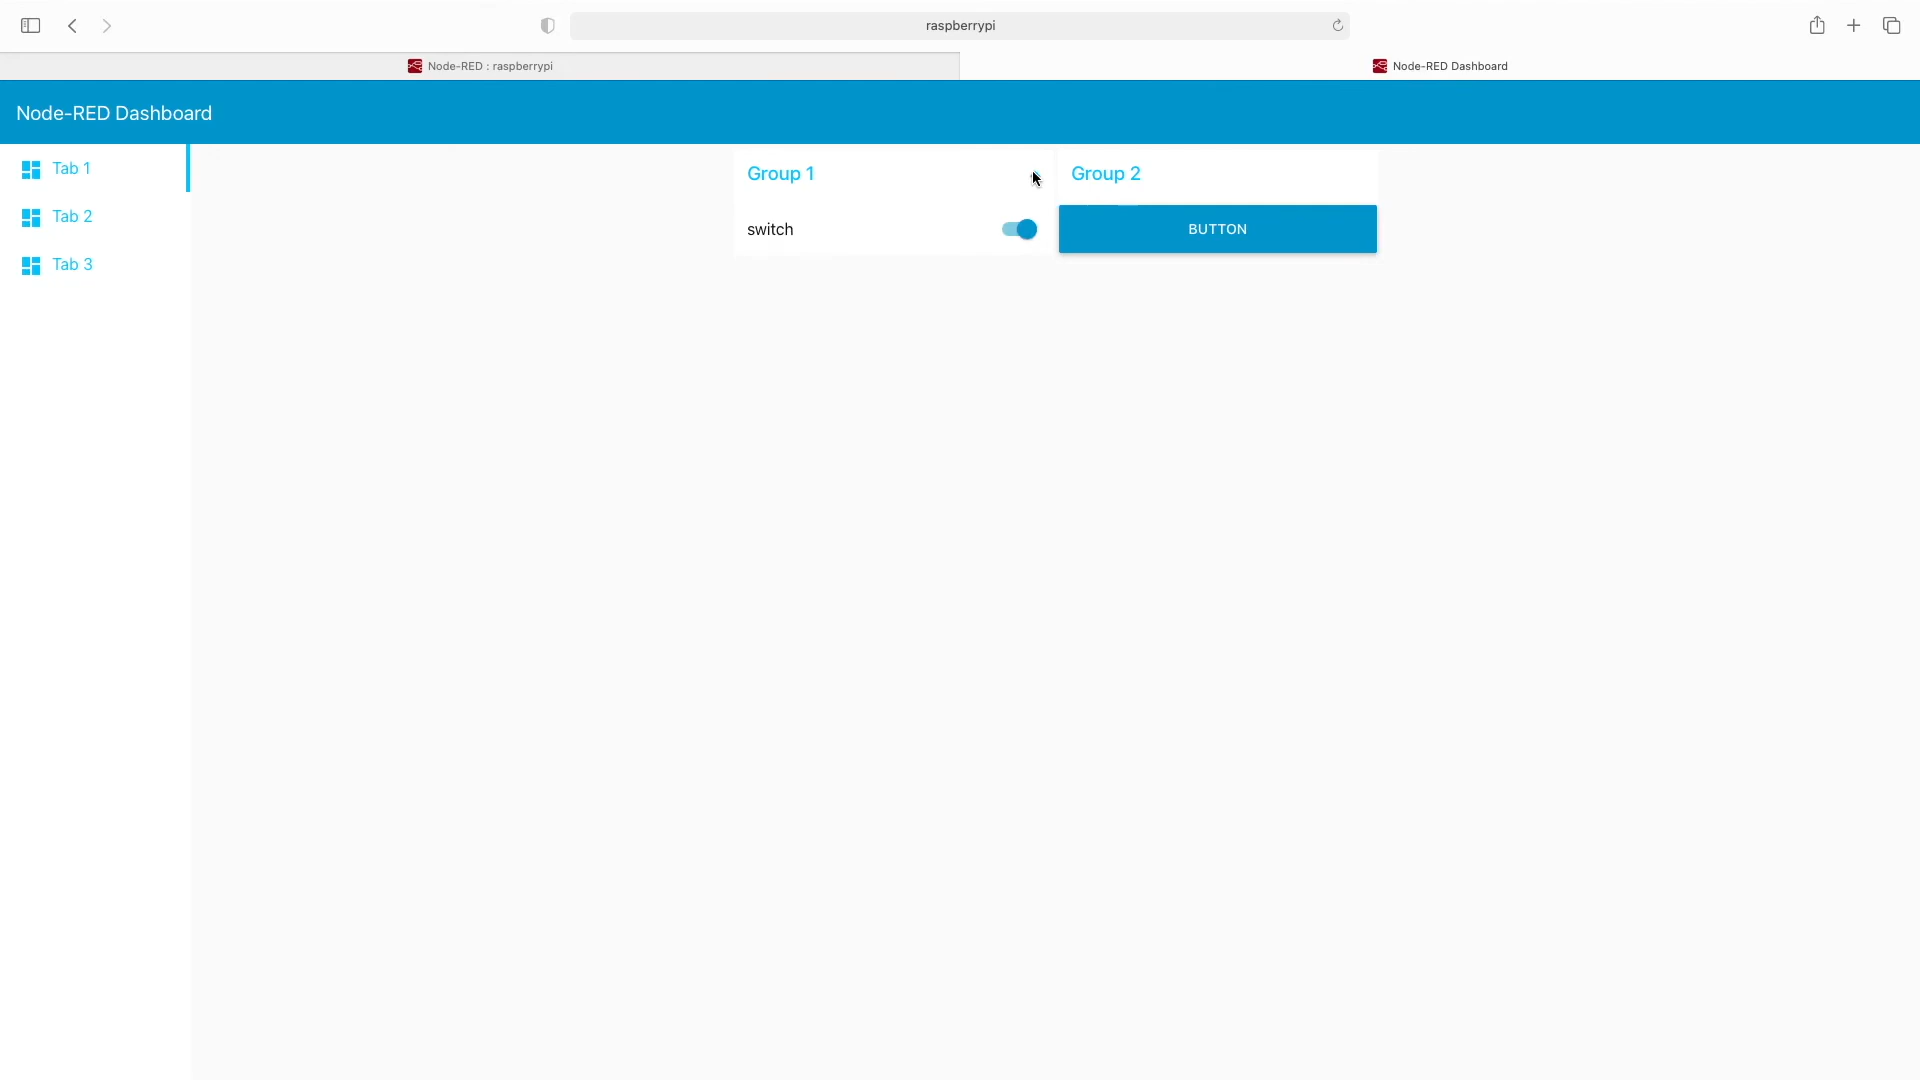 raspberrypi
Node-RED : raspberrypi
Node-RED Dashboard
Node-RED Dashboard
Tab 1
Tab 2
Tab 3
Group 1
Group 2
switch
BUTTON